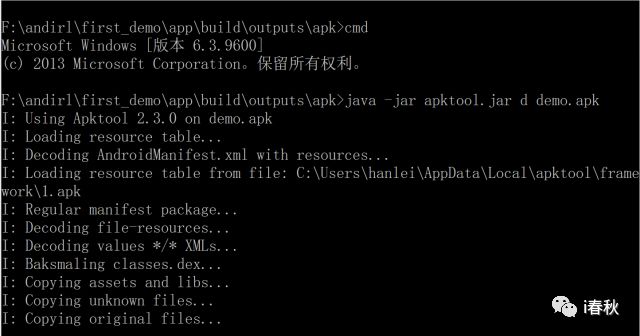 F:\andirl\first_demo\app\build\outputs\apk>cmd
Microsoft Windows [版本 6.3.9600]
(c) 2013 Microsoft Corporation。保留所有权利。
F:\andirl\first_demo\app\build\outputs\apk>java -jar apktool.jar d demo.apk
I: Using Apktool 2.3.0 on demo.apk
I: Loading resource table...
I: Decoding AndroidManifest.xml with resources...
I: Loading resource table from file: C:\Users\hanlei\AppData\Local\apktool\frame
work\1.apk
I: Regular manifest package...
I: Decoding file-resources...
I: Decoding values */* XMLs...
I: Baksmaling classes.dex...
I: Copying assets and libs...
I: Copying unknown files...
I: Copying original files...
i春秋